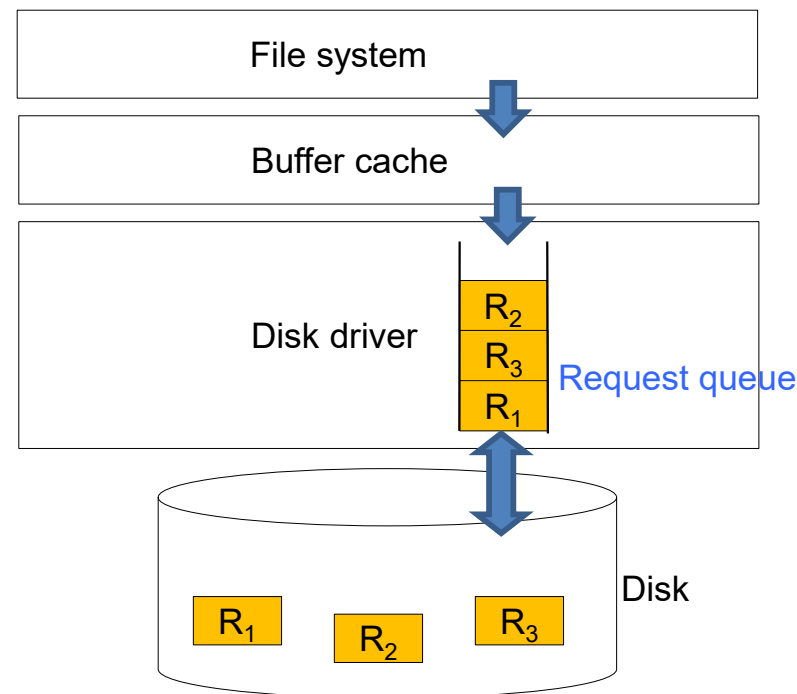 File system
Buffer cache
Disk driver
R₂
R₃
R₁
Request queue
Disk
R₁
R₂
R₃